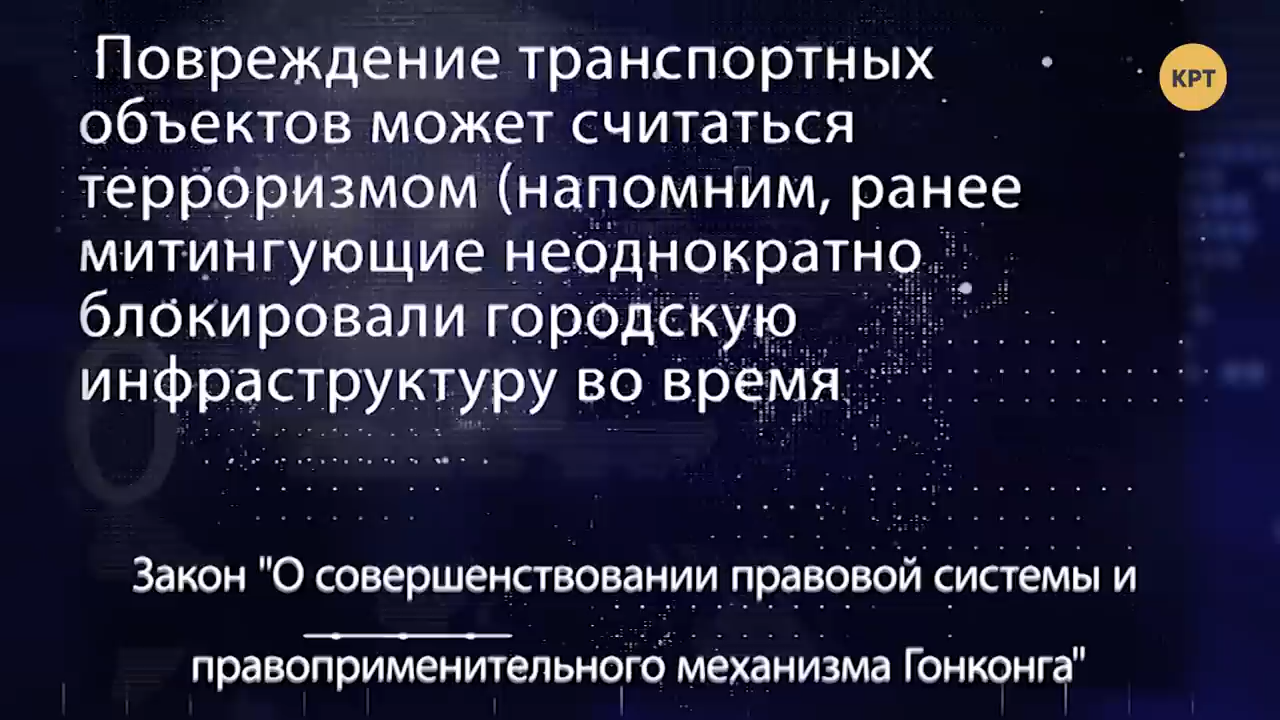 Повреждение транспортных
КРТ
объектов может считаться
терроризмом (напомним, ранее
митингующие неоднократно
блокировали городскую
инфраструктуру во время
Закон "О совершенствовании правовой системы и
правоприменительного механизма Гонконга"